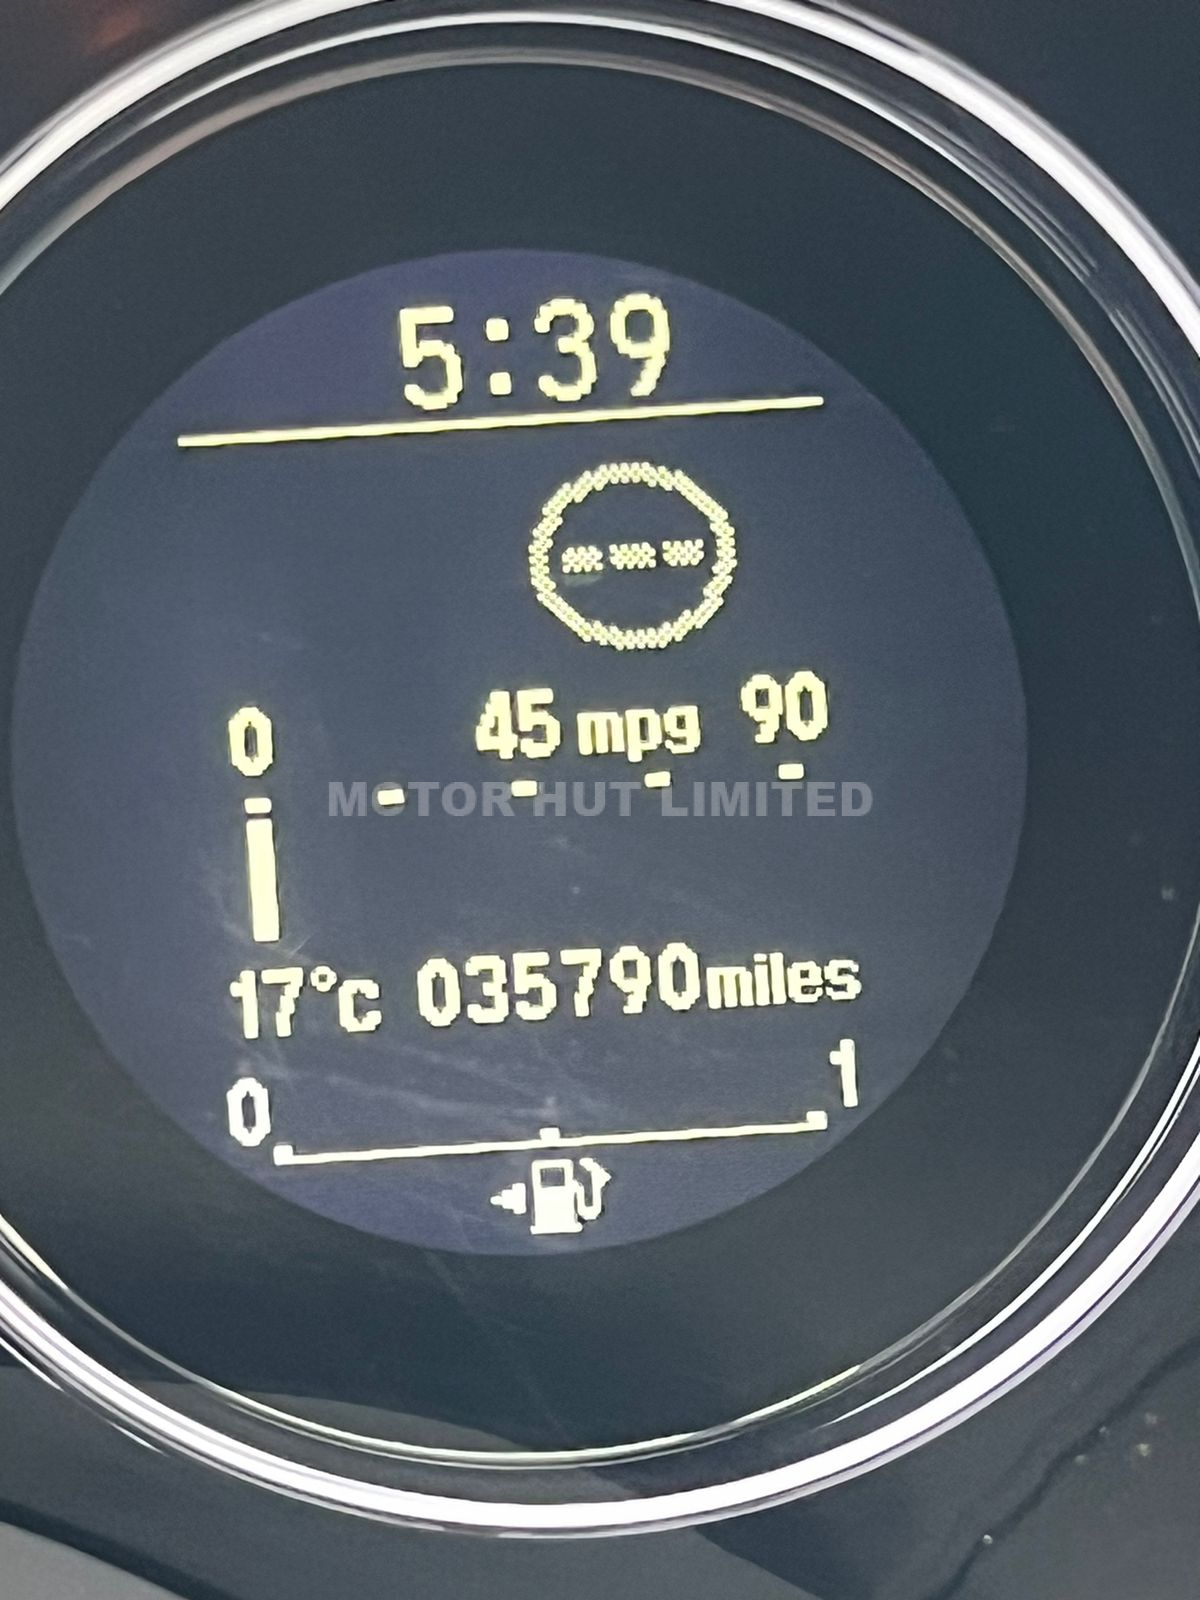 5:39
---
0 45 mpg 90
MOTOR HUT LIMITED
17°c 035790miles
0 1